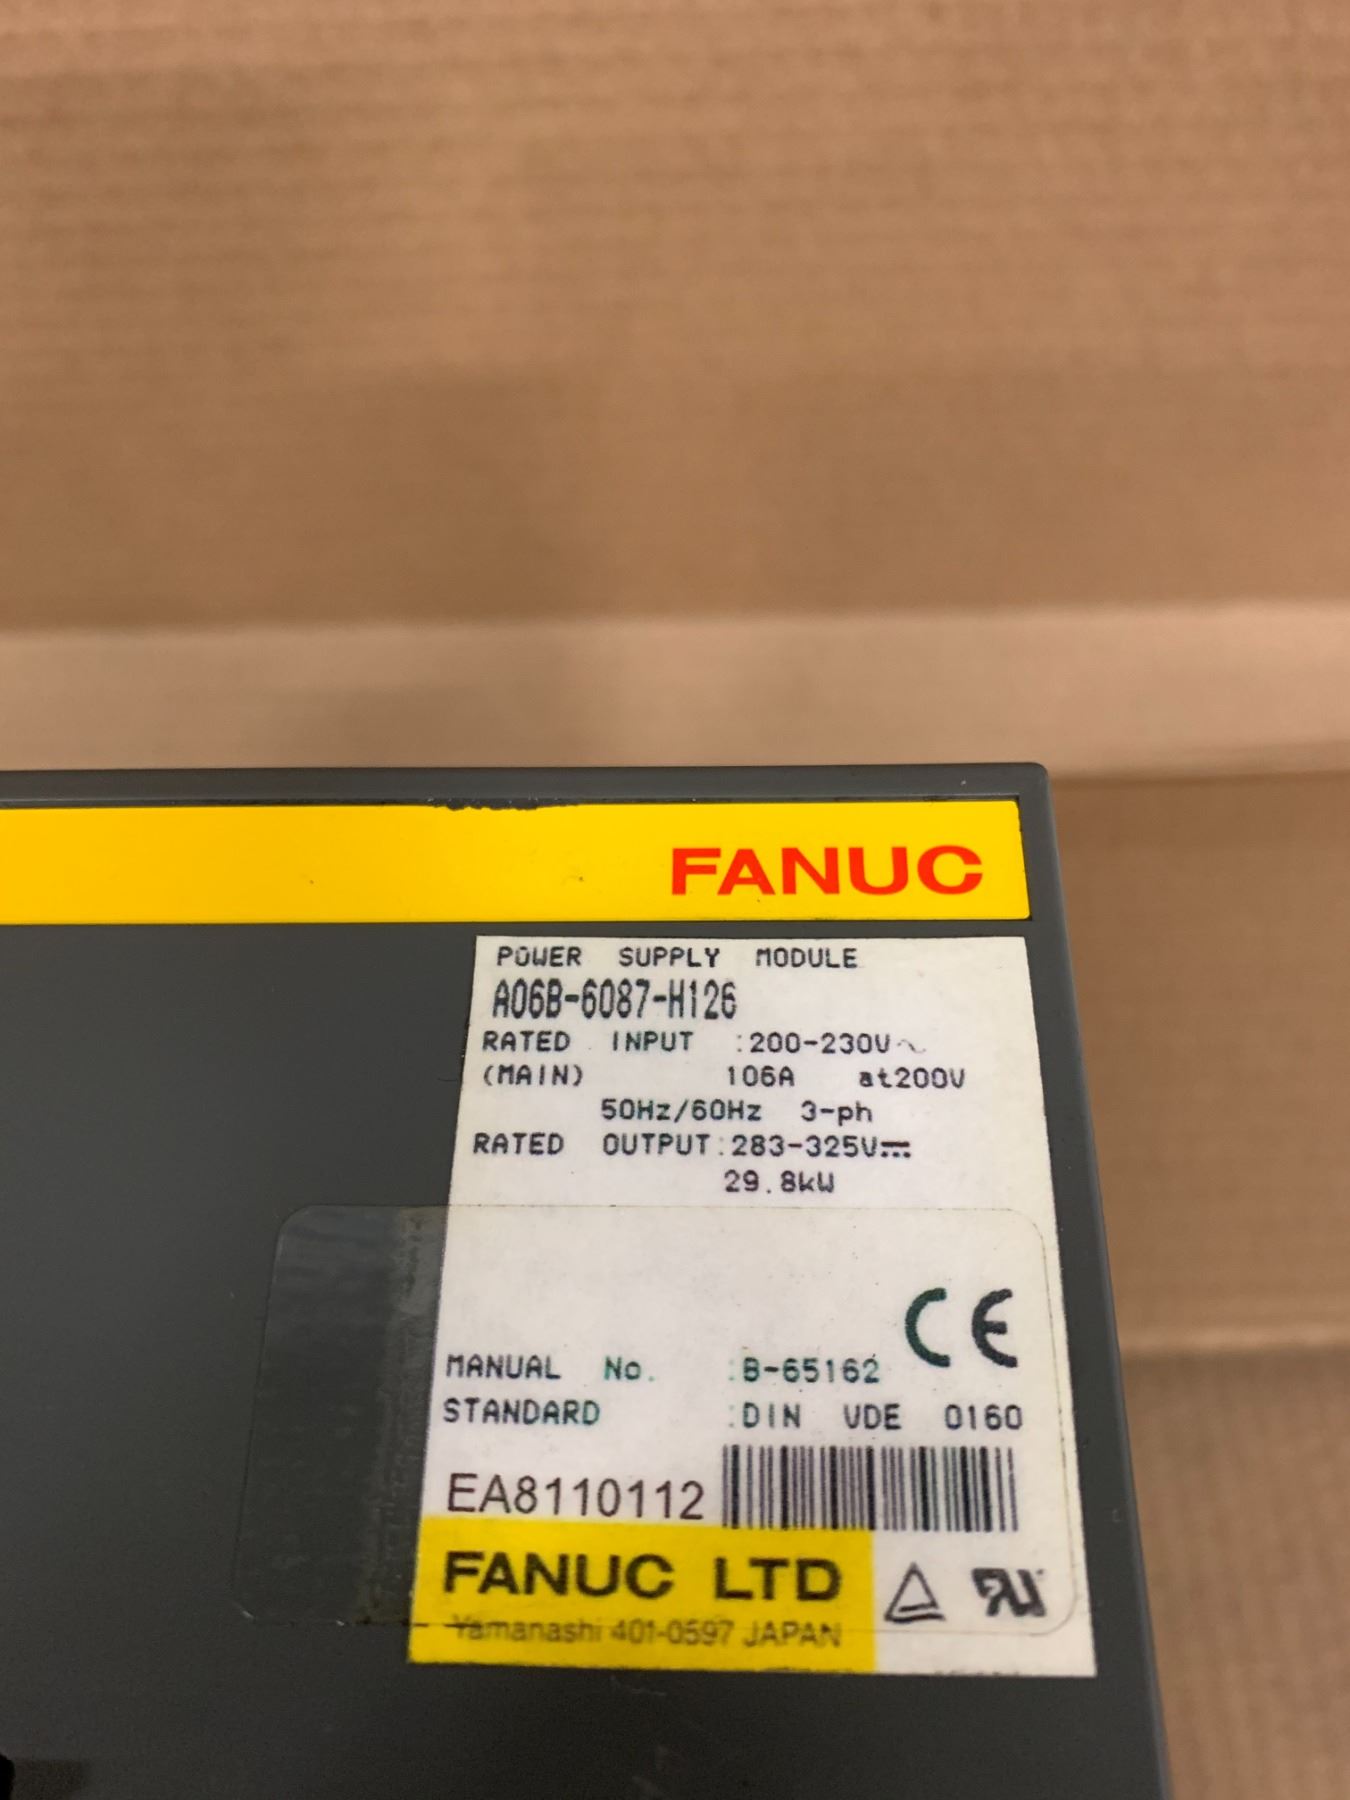 FANUC
POWER SUPPLY MODULE
A06B-6087-H126
RATED INPUT :200-230V~
(MAIN) 106A at200V
50Hz/60Hz 3-ph
RATED OUTPUT:283-325V⎓
29.8kW
CE
MANUAL No. :B-65162
STANDARD :DIN VDE 0160
EA8110112
FANUC LTD
Yamanashi 401-0597 JAPAN